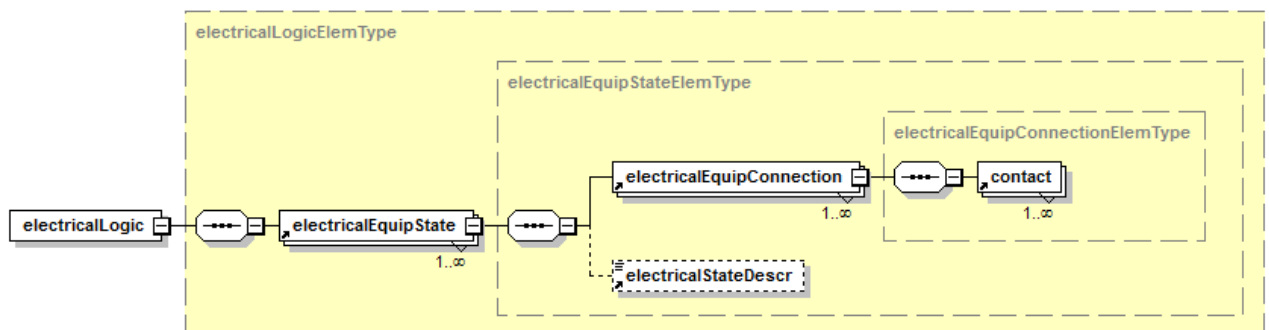 electricalLogicElemType
electricalEquipStateElemType
electricalEquipConnectionElemType
electricalEquipConnection
contact
1..∞
1..∞
electricalLogic
electricalEquipState
1..∞
electricalStateDescr